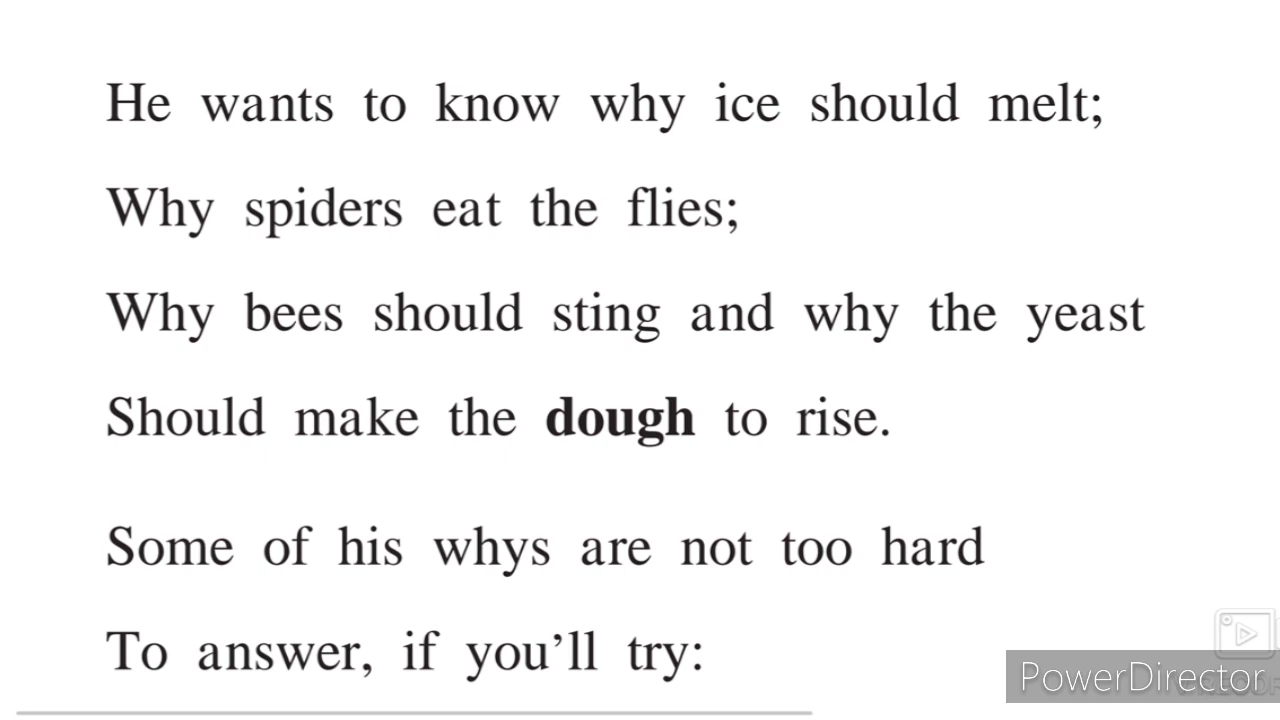 He wants to know why ice should melt;
Why spiders eat the flies;
Why bees should sting and why the yeast
Should make the dough to rise.
Some of his whys are not too hard
To answer, if you'll try:
PowerDirector